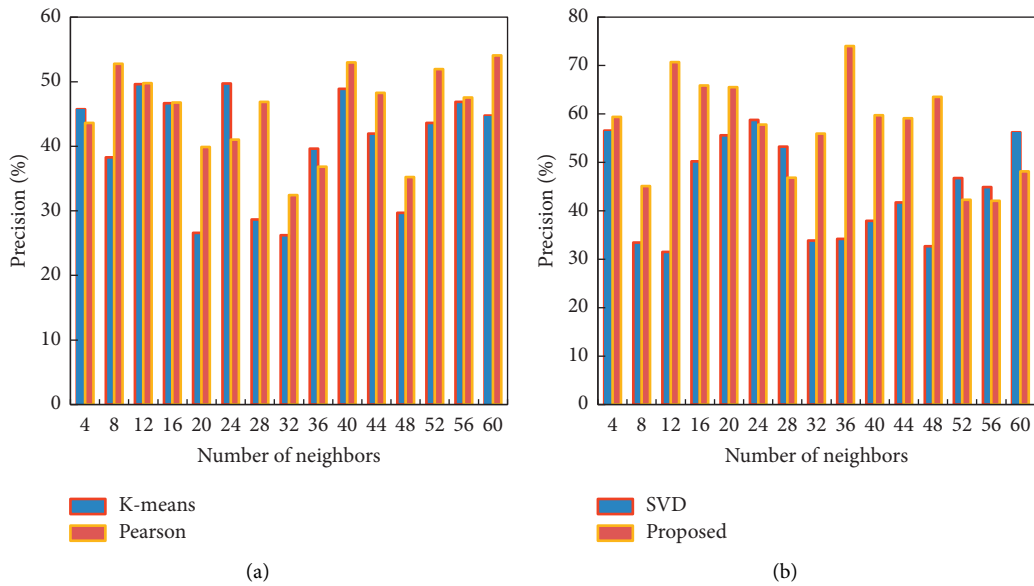 60
50
40
30
20
10
0
Precision (%)
4 8 12 16 20 24 28 32 36 40 44 48 52 56 60
Number of neighbors
K-means
Pearson
(a)
80
70
60
50
40
30
20
10
0
Precision (%)
4 8 12 16 20 24 28 32 36 40 44 48 52 56 60
Number of neighbors
SVD
Proposed
(b)